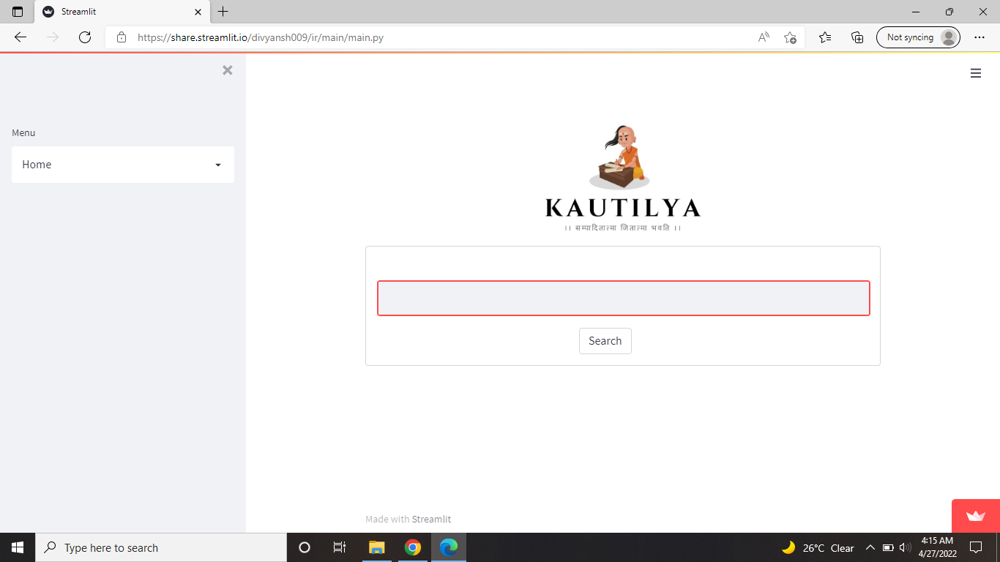 Streamlit
https://share.streamlit.io/divyansh009/ir/main/main.py
Not syncing
Menu
Home
KAUTILYA
।। सम्पादितात्मा जितात्मा भवति ।।
Search
Made with Streamlit
Type here to search
26°C Clear
4:15 AM
4/27/2022